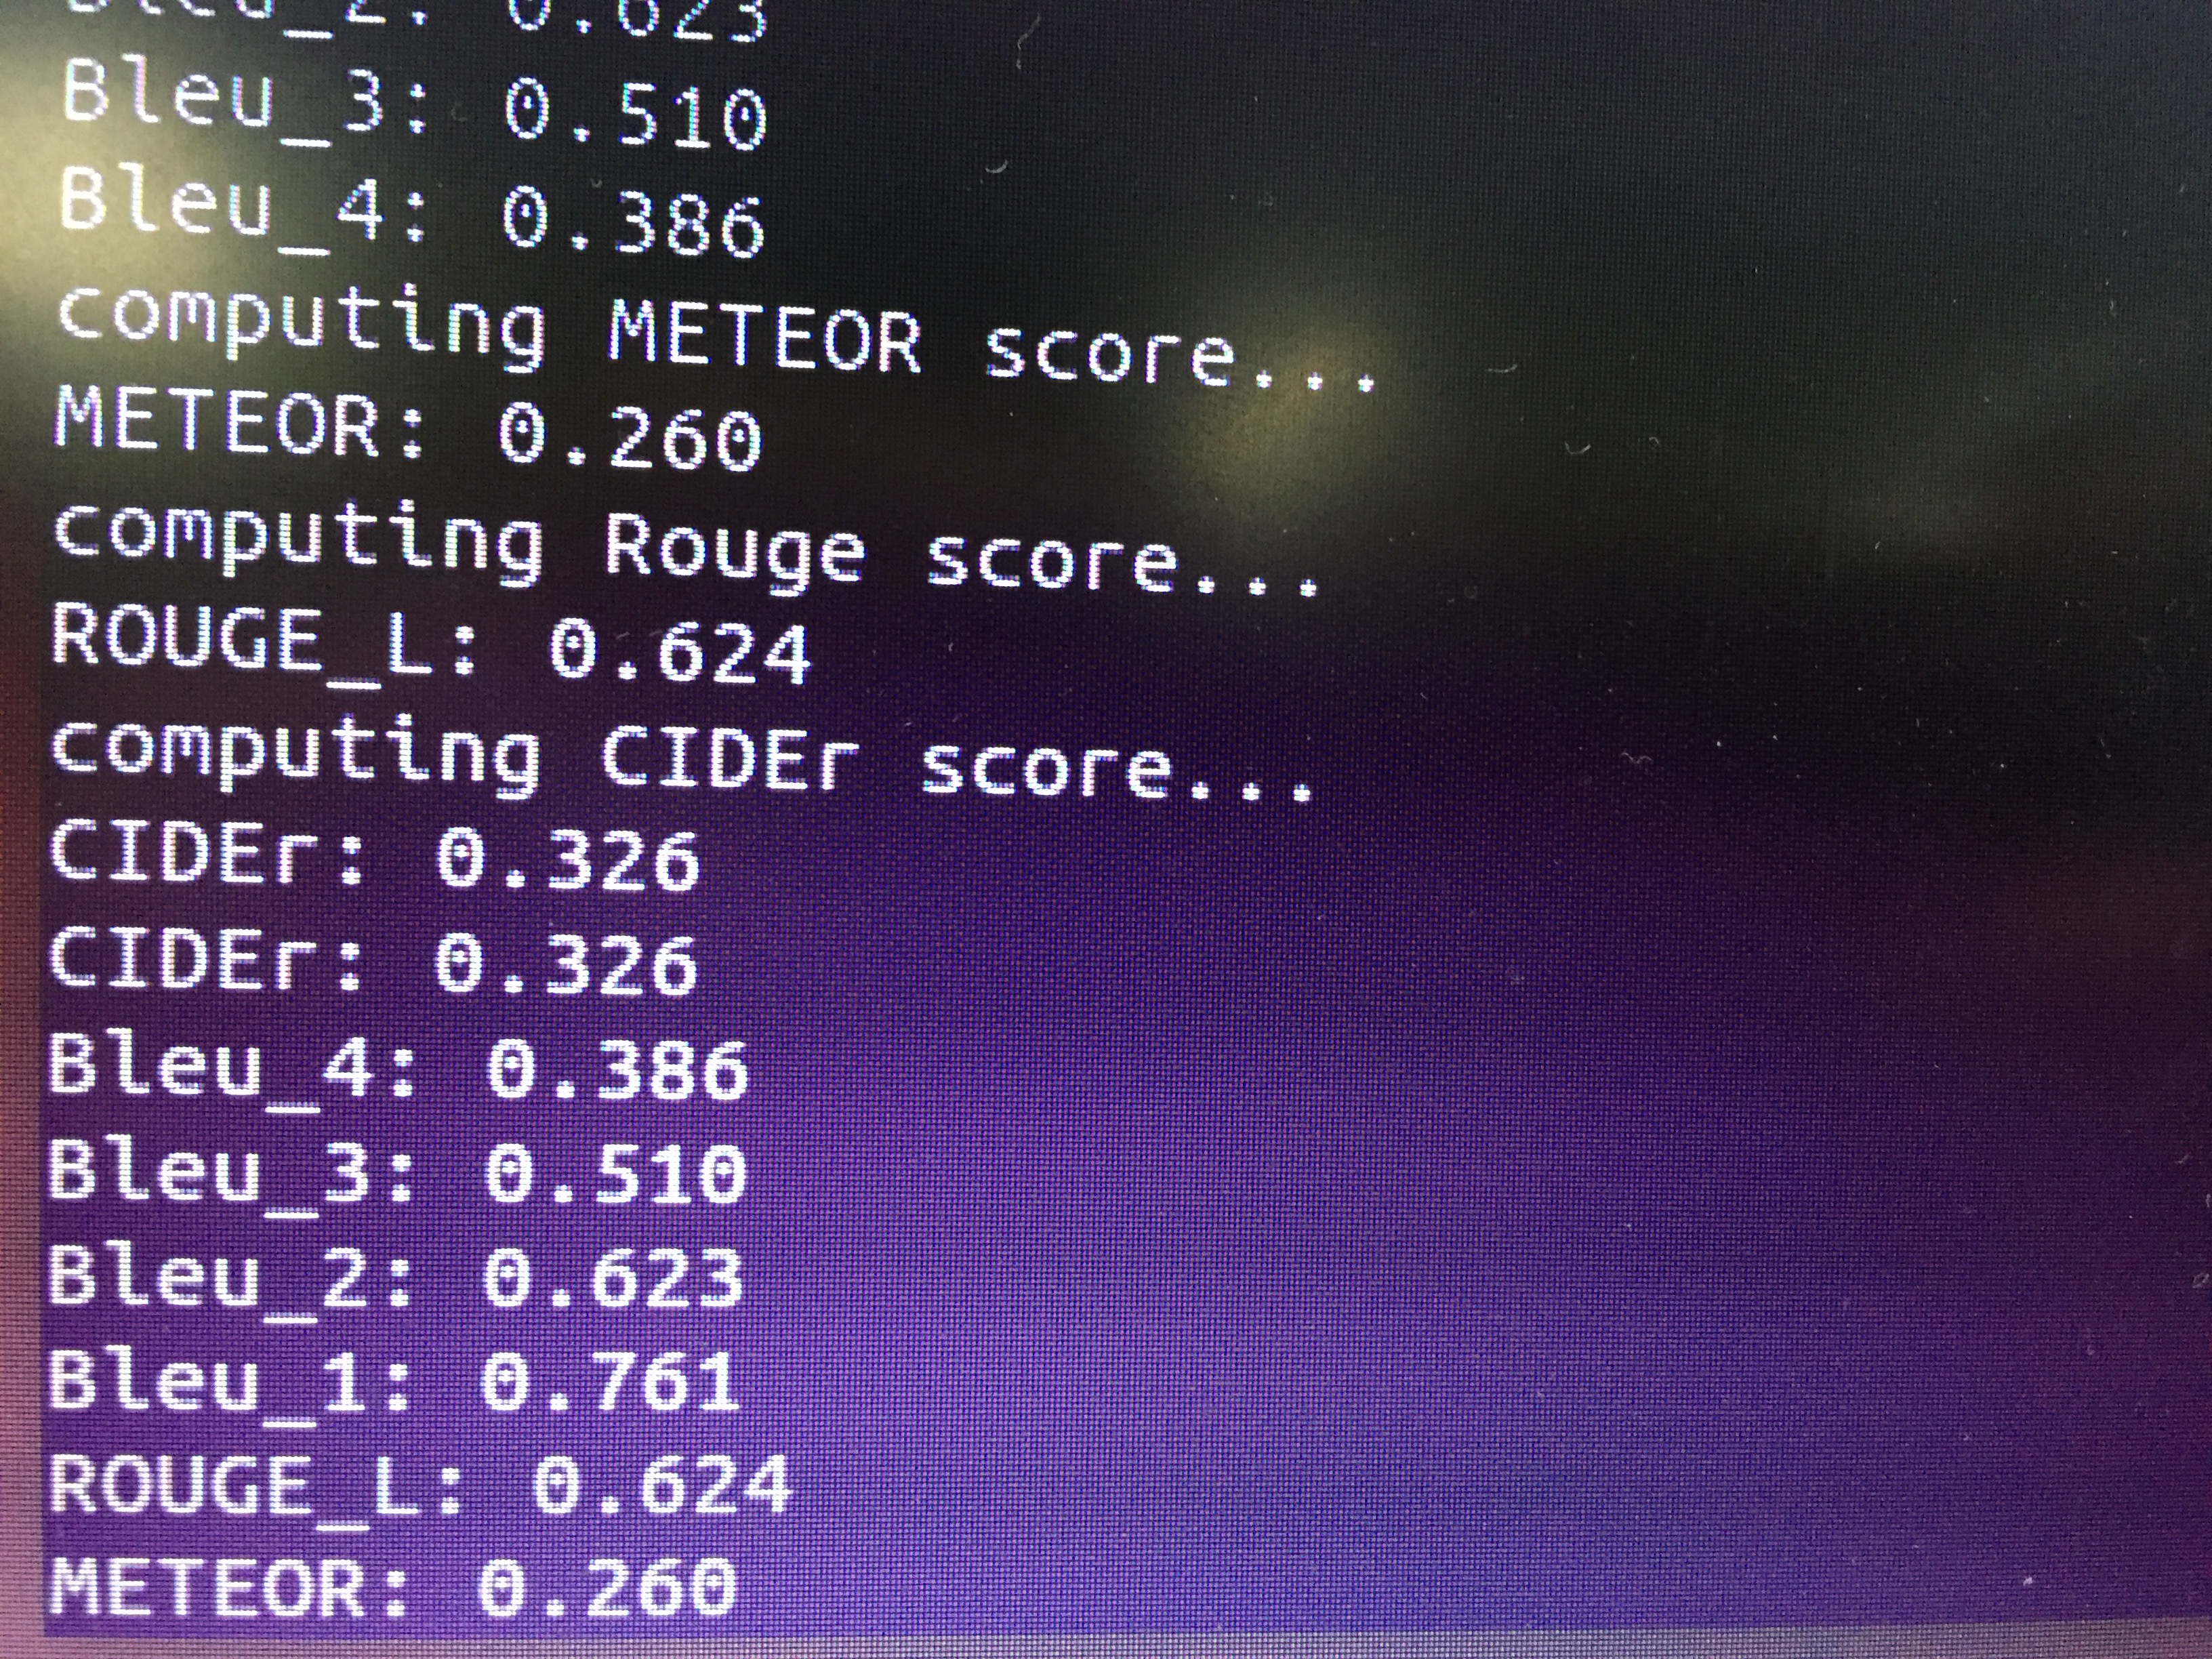 Bleu_2: 0.623
Bleu_3: 0.510
Bleu_4: 0.386
computing METEOR score...
METEOR: 0.260
computing Rouge score...
ROUGE_L: 0.624
computing CIDEr score...
CIDEr: 0.326
CIDEr: 0.326
Bleu_4: 0.386
Bleu_3: 0.510
Bleu_2: 0.623
Bleu_1: 0.761
ROUGE_L: 0.624
METEOR: 0.260